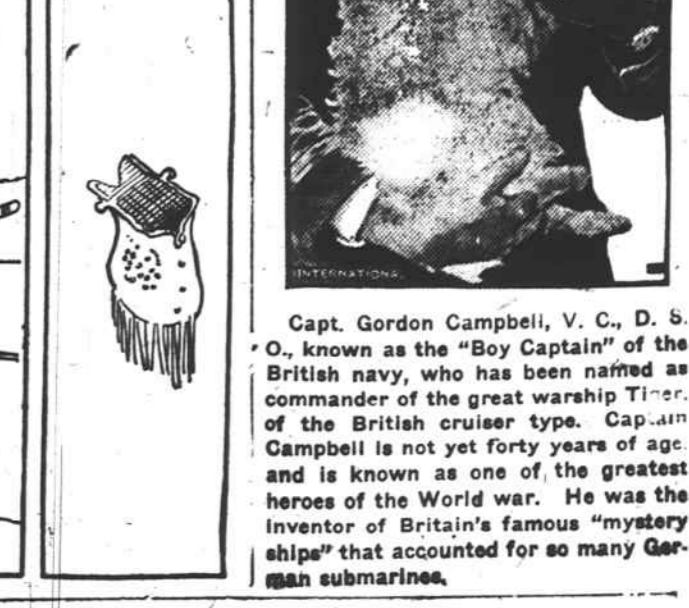 INTERNATIONAL
Capt. Gordon Campbell, V. C., D. S.
O., known as the "Boy Captain" of the
British navy, who has been named as
commander of the great warship Tiger,
of the British cruiser type. Captain
Campbell is not yet forty years of age
and is known as one of the greatest
heroes of the World war. He was the
inventor of Britain's famous "mystery
ships" that accounted for so many Ger-
man submarines.